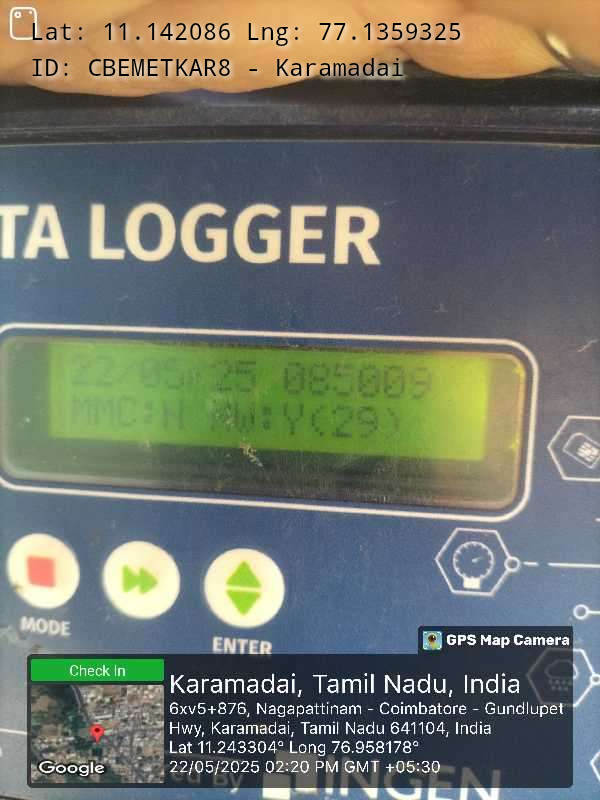 Lat: 11.142086 Lng: 77.1359325
ID: CBEMETKAR8 - Karamadai
TA LOGGER
22/05/25 085009
MMC:N NW:Y(29)
MODE
ENTER
GPS Map Camera
Check In
Karamadai, Tamil Nadu, India
6xv5+876, Nagapattinam - Coimbatore - Gundlupet
Hwy, Karamadai, Tamil Nadu 641104, India
Lat 11.243304° Long 76.958178°
22/05/2025 02:20 PM GMT +05:30
Google